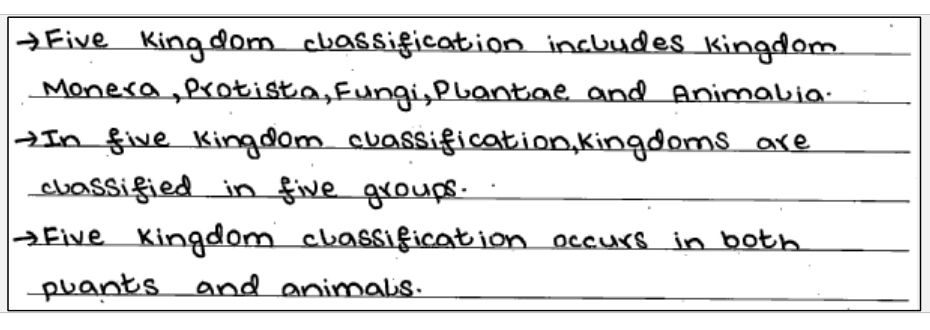 →Five Kingdom classification includes Kingdom
Monera, Protista, Fungi, Plantae and Animalia.
→In five Kingdom classification, Kingdoms are
classified in five groups.
→Five Kingdom classification occurs in both
plants and animals.